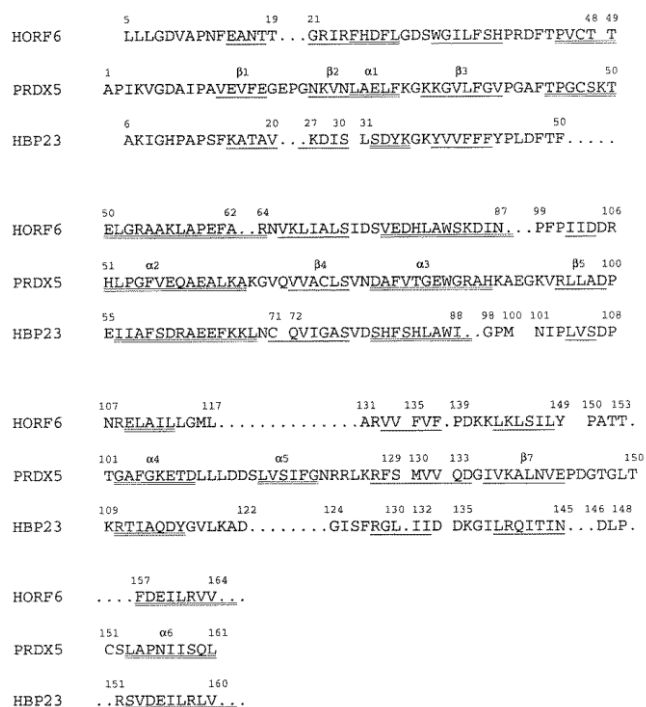 5 19 21 48 49
HORF6 LLLGDVAPNFEANTT...GRIRFHDFLGDSWGILFSHPRDFTPVCT T
1 β1 β2 α1 β3 50
PRDX5 APIKVGDAIPAVEVFEGEPGNKVNLAELFKGKKGVLFGVPGAFTPGCSKT
6 20 27 30 31 50
HBP23 AKIGHPAPSFKATAV...KDIS LSDYKGKYVVFFFYPLDFTF.....
50 62 64 87 99 106
HORF6 ELGRAAKLAPEFA..RNVKLIALSIDSVEDHLAWSKDIN...PFPIIDDR
51 α2 β4 α3 β5 100
PRDX5 HLPGFVEQAEALKAKGVQVVACLSVNDAFVTGEWGRAHKAEGKVRLLADP
55 71 72 88 98 100 101 108
HBP23 EIIAFSDRAEEFKKLNC QVIGASVDSHFSHLAWI..GPM NIPLVSDP
107 117 131 135 139 149 150 153
HORF6 NRELAILLGML..............ARVV FVF.PDKKLKLSILY PATT.
101 α4 α5 129 130 133 β7 150
PRDX5 TGAFGKETDLLLDDSLVSIFGNRRLKRFS MVV QDGIVKALNVEPDGTGLT
109 122 124 130 132 135 145 146 148
HBP23 KRTIAQDYGVLKAD........GISFRGL.IID DKGILRQITIN...DLP.
157 164
HORF6 ....FDEILRVV...
151 α6 161
PRDX5 CSLAPNIISQL
151 160
HBP23 ..RSVDEILRLV...